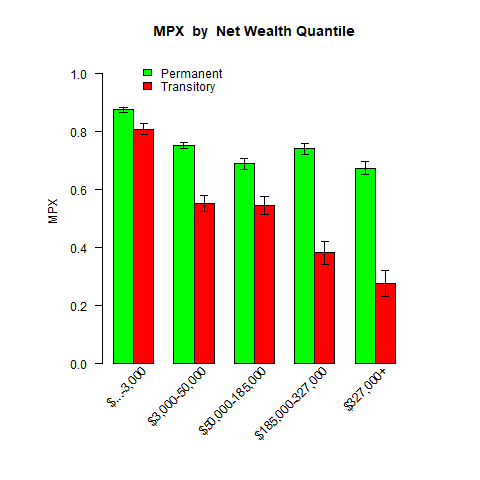 MPX by Net Wealth Quantile
Permanent
Transitory
MPX
1.0
0.8
0.6
0.4
0.2
0.0
$...-3,000
$3,000-50,000
$50,000-185,000
$185,000-327,000
$327,000+